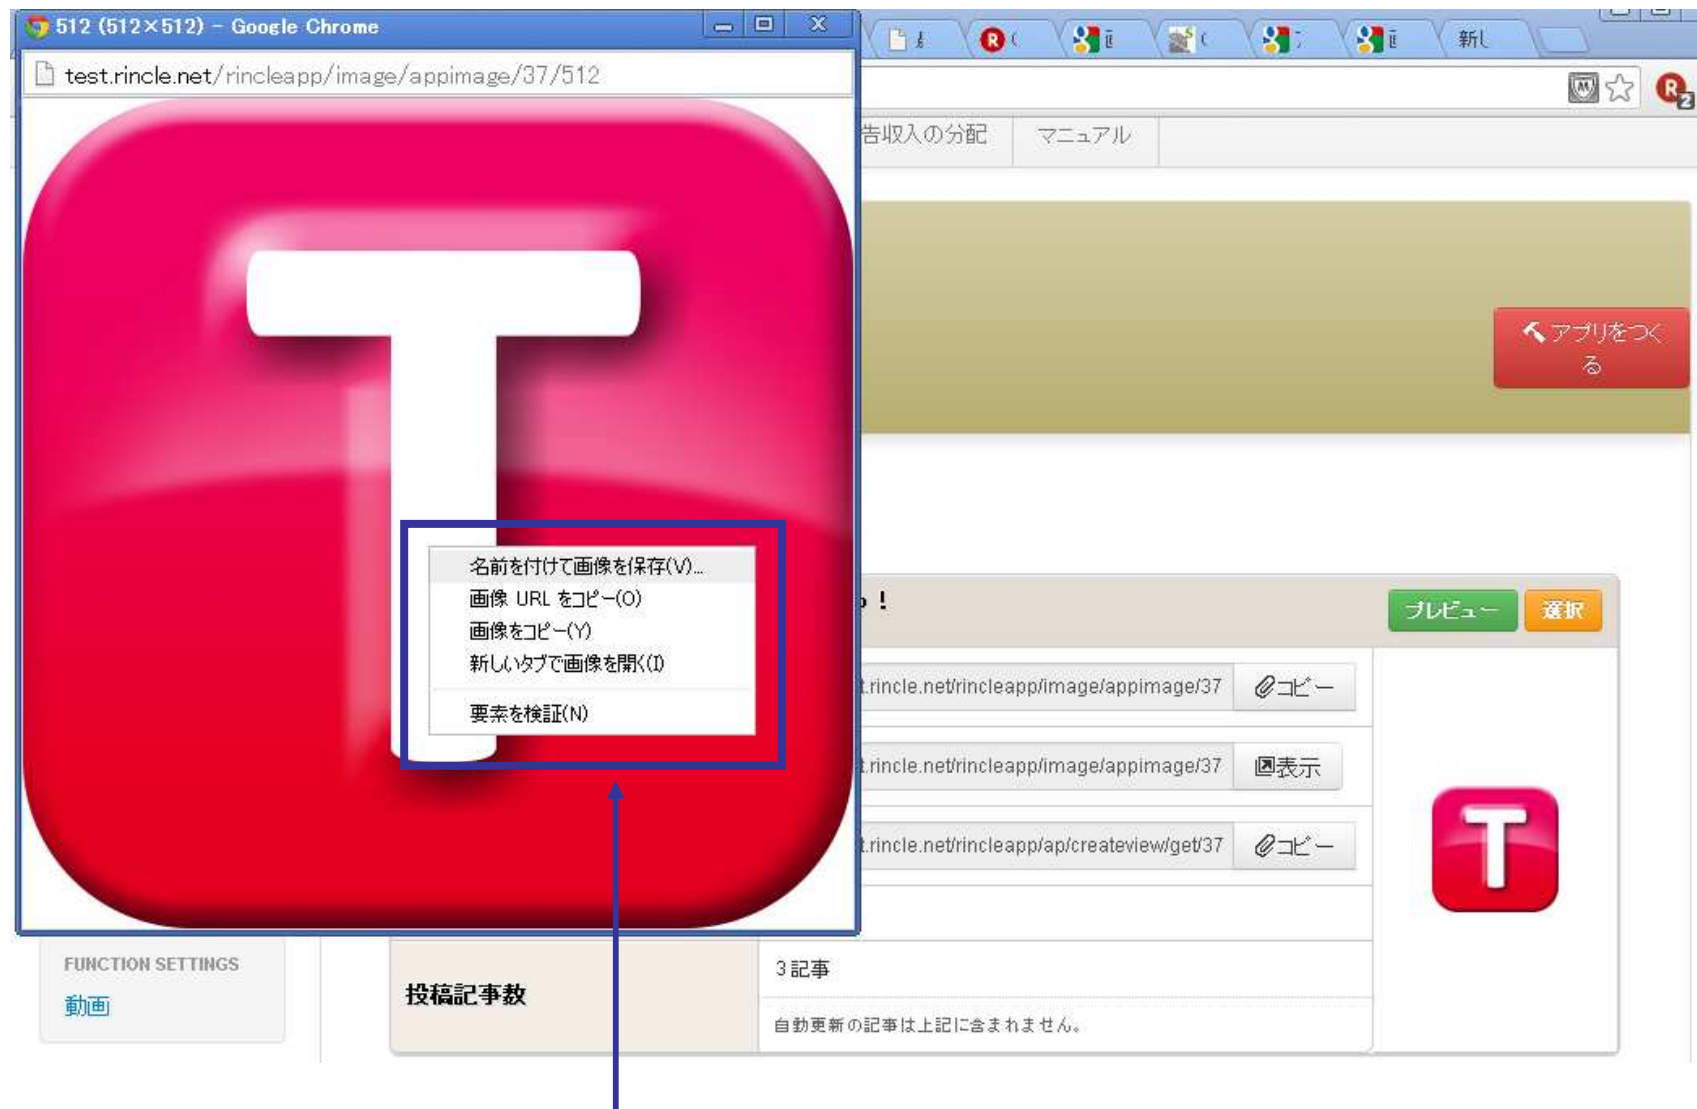 512 (512×512) - Google Chrome
test.rincle.net/rincleapp/image/appimage/37/512
新し
告収入の分配
マニュアル
アプリをつく
る
T
名前を付けて画像を保存(V)...
画像 URL をコピー(O)
画像をコピー(Y)
新しいタブで画像を開く(I)
要素を検証(N)
！
プレビュー
選択
t.rincle.net/rincleapp/image/appimage/37
コピー
t.rincle.net/rincleapp/image/appimage/37
表示
t.rincle.net/rincleapp/ap/createview/get/37
コピー
T
FUNCTION SETTINGS
動画
投稿記事数
3 記事
自動更新の記事は上記に含まれません。